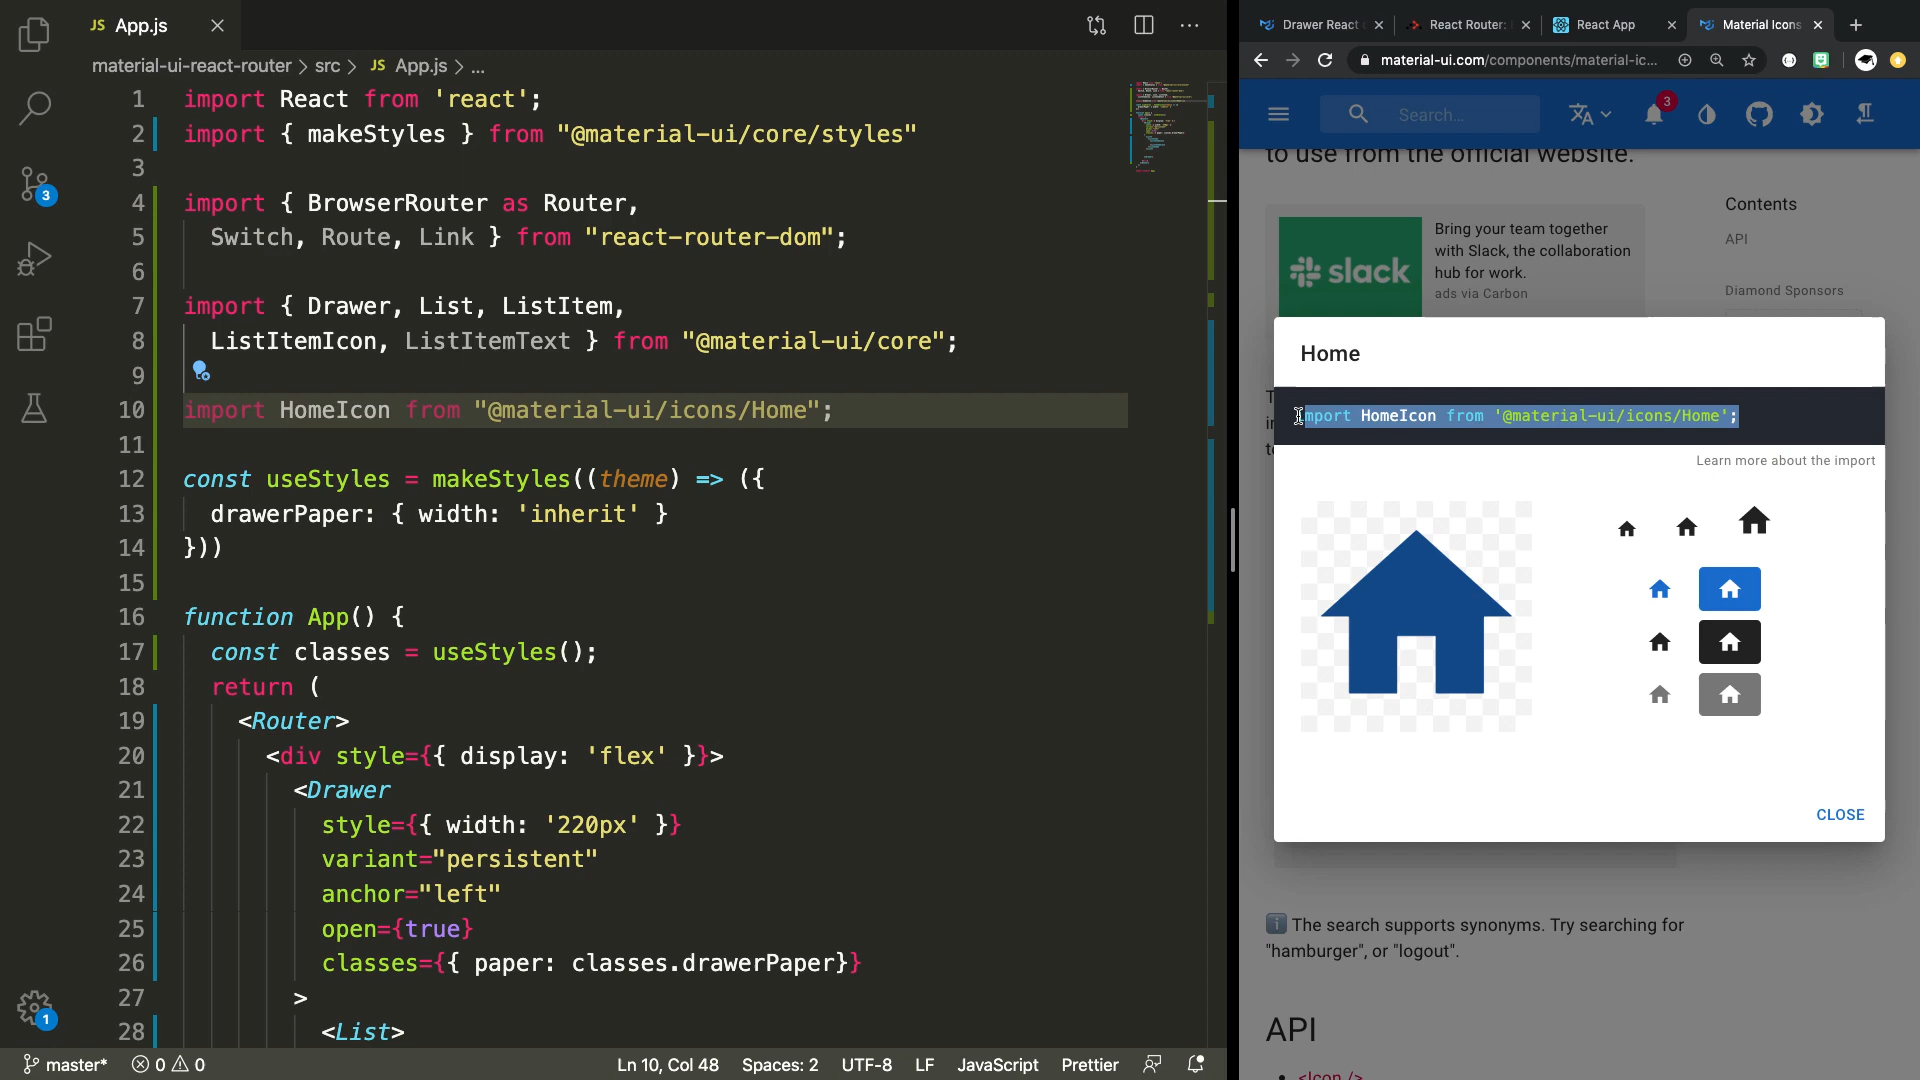 JS App.js
material-ui-react-router > src > JS App.js > ...
1 import React from 'react';
2 import { makeStyles } from "@material-ui/core/styles"
3
4 import { BrowserRouter as Router,
5 Switch, Route, Link } from "react-router-dom";
6
7 import { Drawer, List, ListItem,
8 ListItemIcon, ListItemText } from "@material-ui/core";
9
10 import HomeIcon from "@material-ui/icons/Home";
11
12 const useStyles = makeStyles((theme) => ({
13 drawerPaper: { width: 'inherit' }
14 }))
15
16 function App() {
17 const classes = useStyles();
18 return (
19 <Router>
20 <div style={{ display: 'flex' }}>
21 <Drawer
22 style={{ width: '220px' }}
23 variant="persistent"
24 anchor="left"
25 open={true}
26 classes={{ paper: classes.drawerPaper}}
27 >
28 <List>
3
1
master* 0 0 Ln 10, Col 48 Spaces: 2 UTF-8 LF JavaScript Prettier
Drawer React React Router: React App Material Icons
material-ui.com/components/material-ic...
Search... 3
to use from the official website.
slack
Bring your team together
with Slack, the collaboration
hub for work.
ads via Carbon
Contents
API
Diamond Sponsors
Home
import HomeIcon from '@material-ui/icons/Home';
Learn more about the import
CLOSE
The search supports synonyms. Try searching for
"hamburger", or "logout".
API
<Icon />